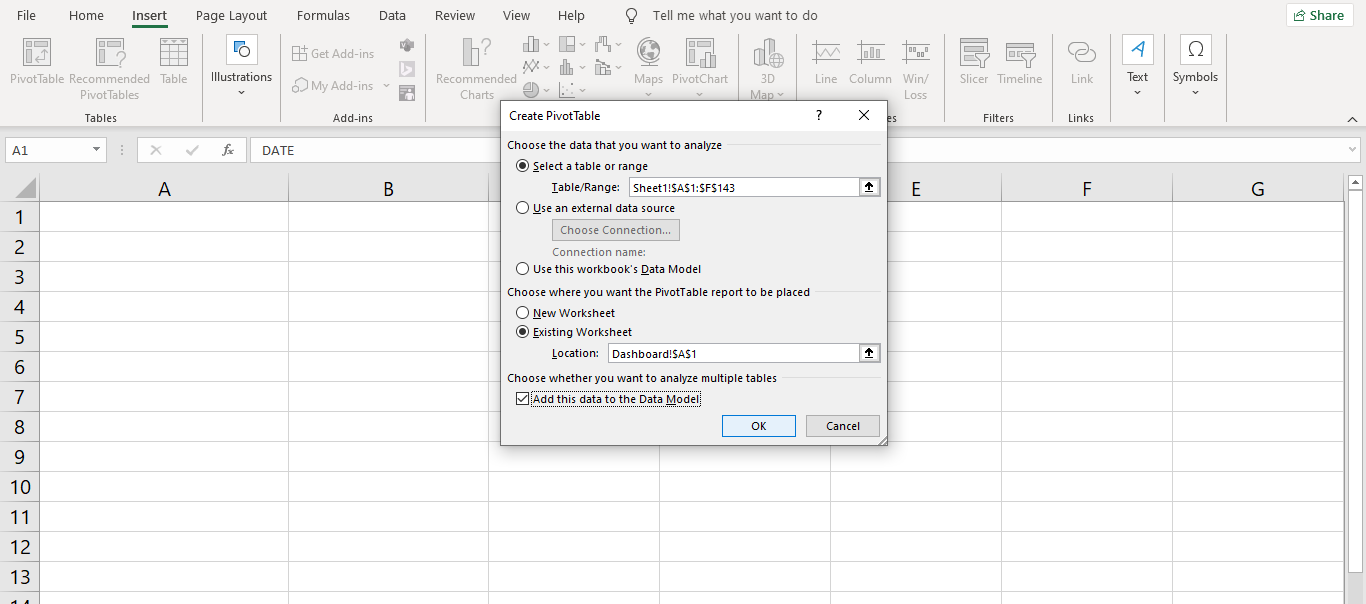 File Home Insert Page Layout Formulas Data Review View Help Tell me what you want to do Share
PivotTable Recommended PivotTables Table
Tables
Illustrations
Get Add-ins
My Add-ins
Add-ins
Recommended Charts
Maps PivotChart
3D Map
Line Column Win/ Loss
es
Slicer Timeline
Filters
Link
Links
Text
Symbols
A1 fx DATE
A B E F G
1
2
3
4
5
6
7
8
9
10
11
12
13
14
Create PivotTable ?
Choose the data that you want to analyze
Select a table or range
Table/Range: Sheet1!$A$1:$F$143
Use an external data source
Choose Connection...
Connection name:
Use this workbook's Data Model
Choose where you want the PivotTable report to be placed
New Worksheet
Existing Worksheet
Location: Dashboard!$A$1
Choose whether you want to analyze multiple tables
Add this data to the Data Model
OK Cancel